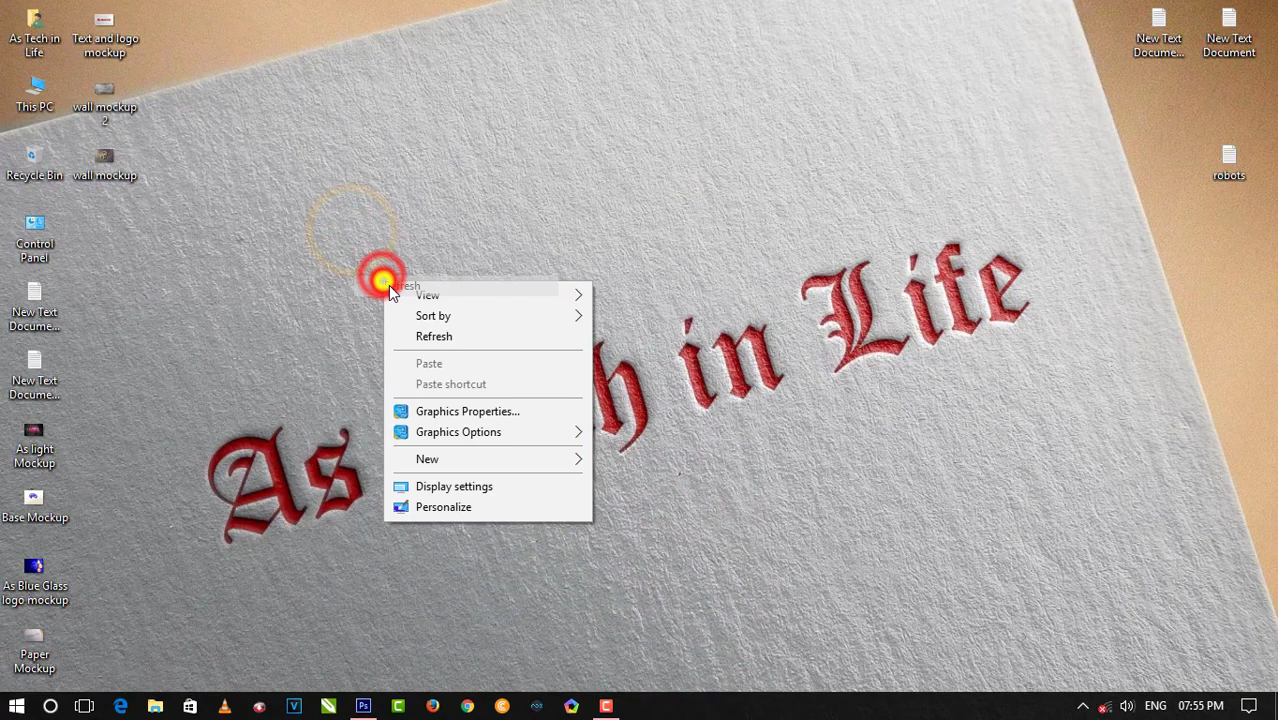 As Tech in
Life
Text and logo
mockup
This PC
wall mockup
2
Recycle Bin
wall mockup
Control
Panel
New Text
Docume...
New Text
Docume...
As light
Mockup
Base Mockup
As Blue Glass
logo mockup
Paper
Mockup
New Text
Docume...
New Text
Document
robots
View
Sort by
Refresh
Paste
Paste shortcut
Graphics Properties...
Graphics Options
New
Display settings
Personalize
As
h in Life
Ps
ENG
07:55 PM